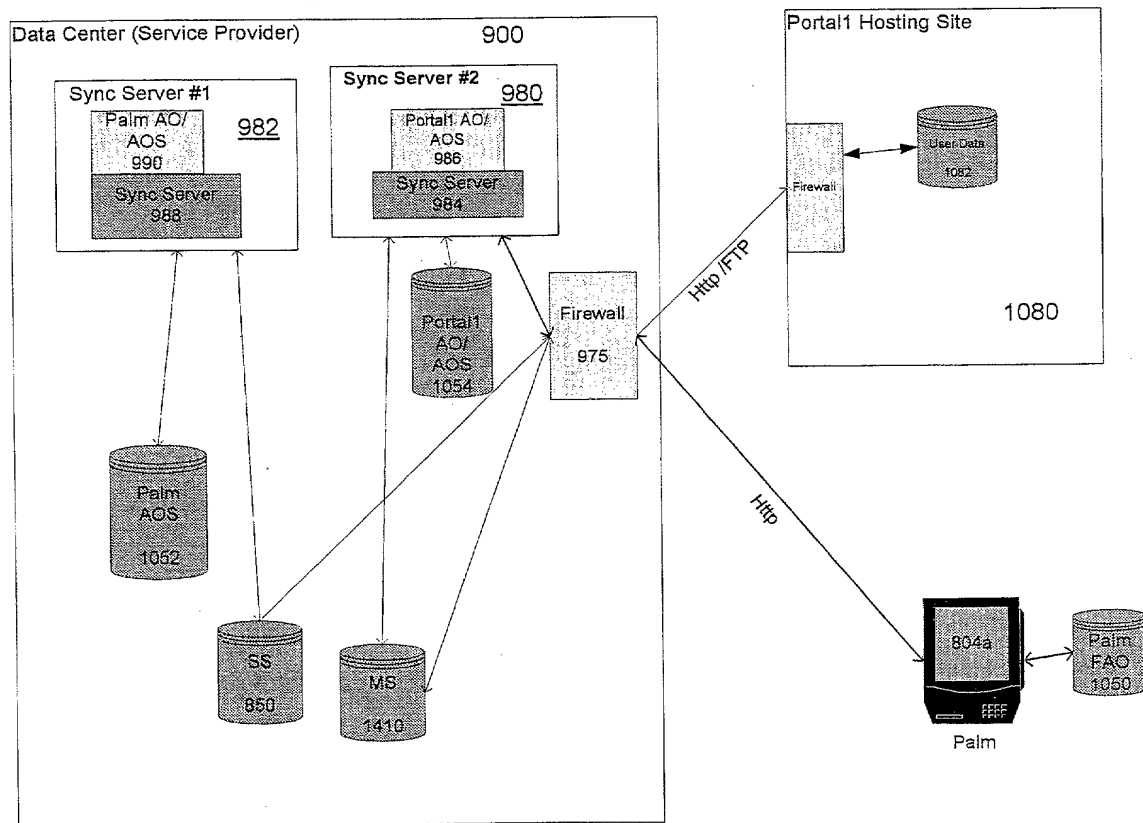 Data Center (Service Provider)
900
Sync Server #1
982
Palm AO/
AOS
990
Sync Server
988
Sync Server #2
980
Portal1 AO/
AOS
986
Sync Server
984
Portal1
AO/
AOS
1054
Firewall
975
Palm
AOS
1052
SS
850
MS
1410
Portal1 Hosting Site
Firewall
User Data
1082
1080
Http /FTP
Http
804a
Palm
Palm
FAO
1050